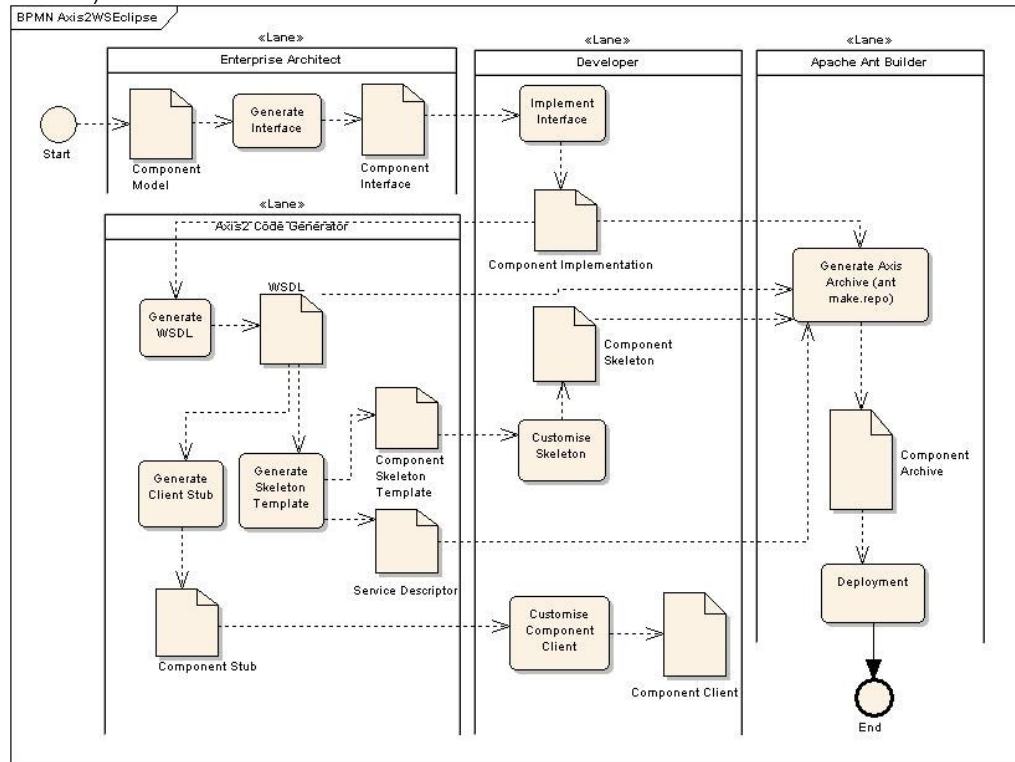 BPMN Axis2WSEclipse
«Lane»
Enterprise Architect
Start
Component
Model
Generate
Interface
Component
Interface
«Lane»
Developer
Implement
Interface
Component Implementation
Component
Skeleton
Customise
Skeleton
Customise
Component
Client
Component Client
«Lane»
Apache Ant Builder
Generate Axis
Archive (ant
make.repo)
Component
Archive
Deployment
End
«Lane»
Axis2 Code Generator
Generate
WSDL
WSDL
Generate
Client Stub
Generate
Skeleton
Template
Component
Skeleton
Template
Service Descriptor
Component Stub